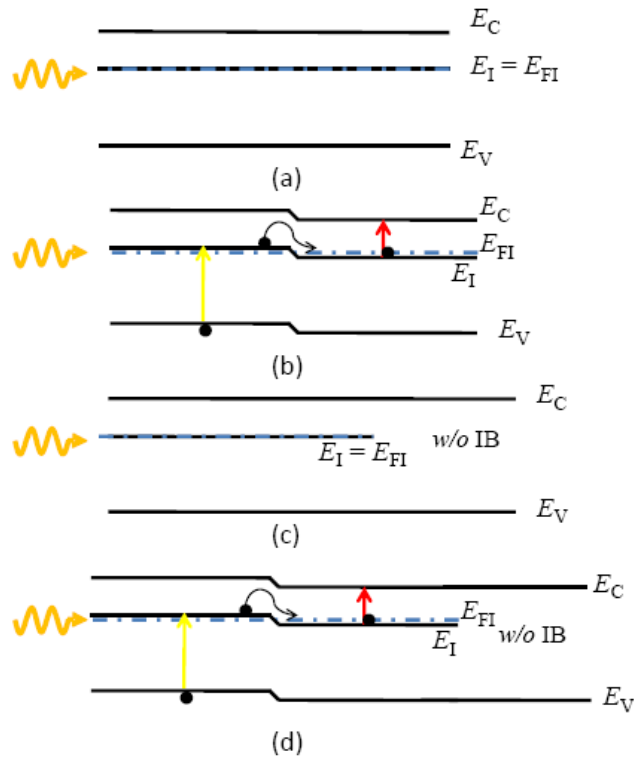 E_C
E_I = E_FI
E_V
(a)
E_C
E_FI
E_I
E_V
(b)
E_C
w/o IB
E_I = E_FI
E_V
(c)
E_C
E_FI
w/o IB
E_I
E_V
(d)